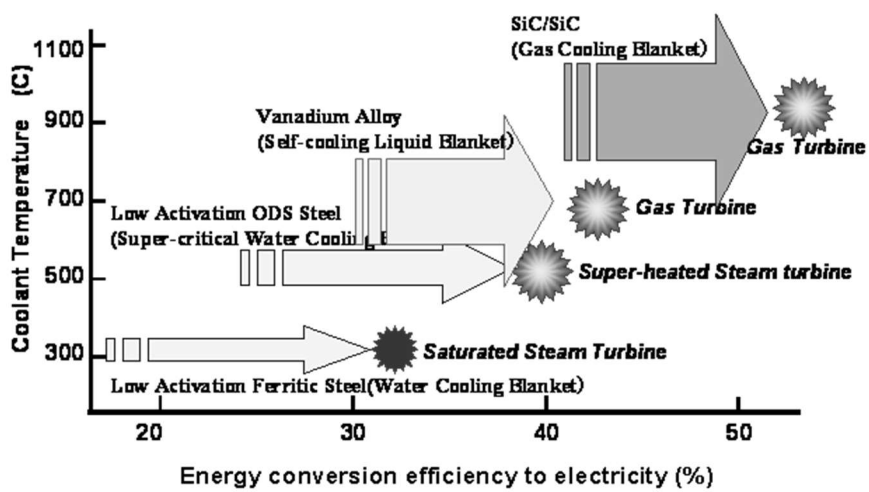 SiC/SiC
(Gas Cooling Blanket)
1100
Vanadium Alloy
(Self-cooling Liquid Blanket)
900
Gas Turbine
700
Gas Turbine
Low Activation ODS Steel
(Super-critical Water Cooling
500
Super-heated Steam turbine
300
Saturated Steam Turbine
Low Activation Ferritic Steel(Water Cooling Blanket)
Coolant Temperature (C)
20 30 40 50
Energy conversion efficiency to electricity (%)